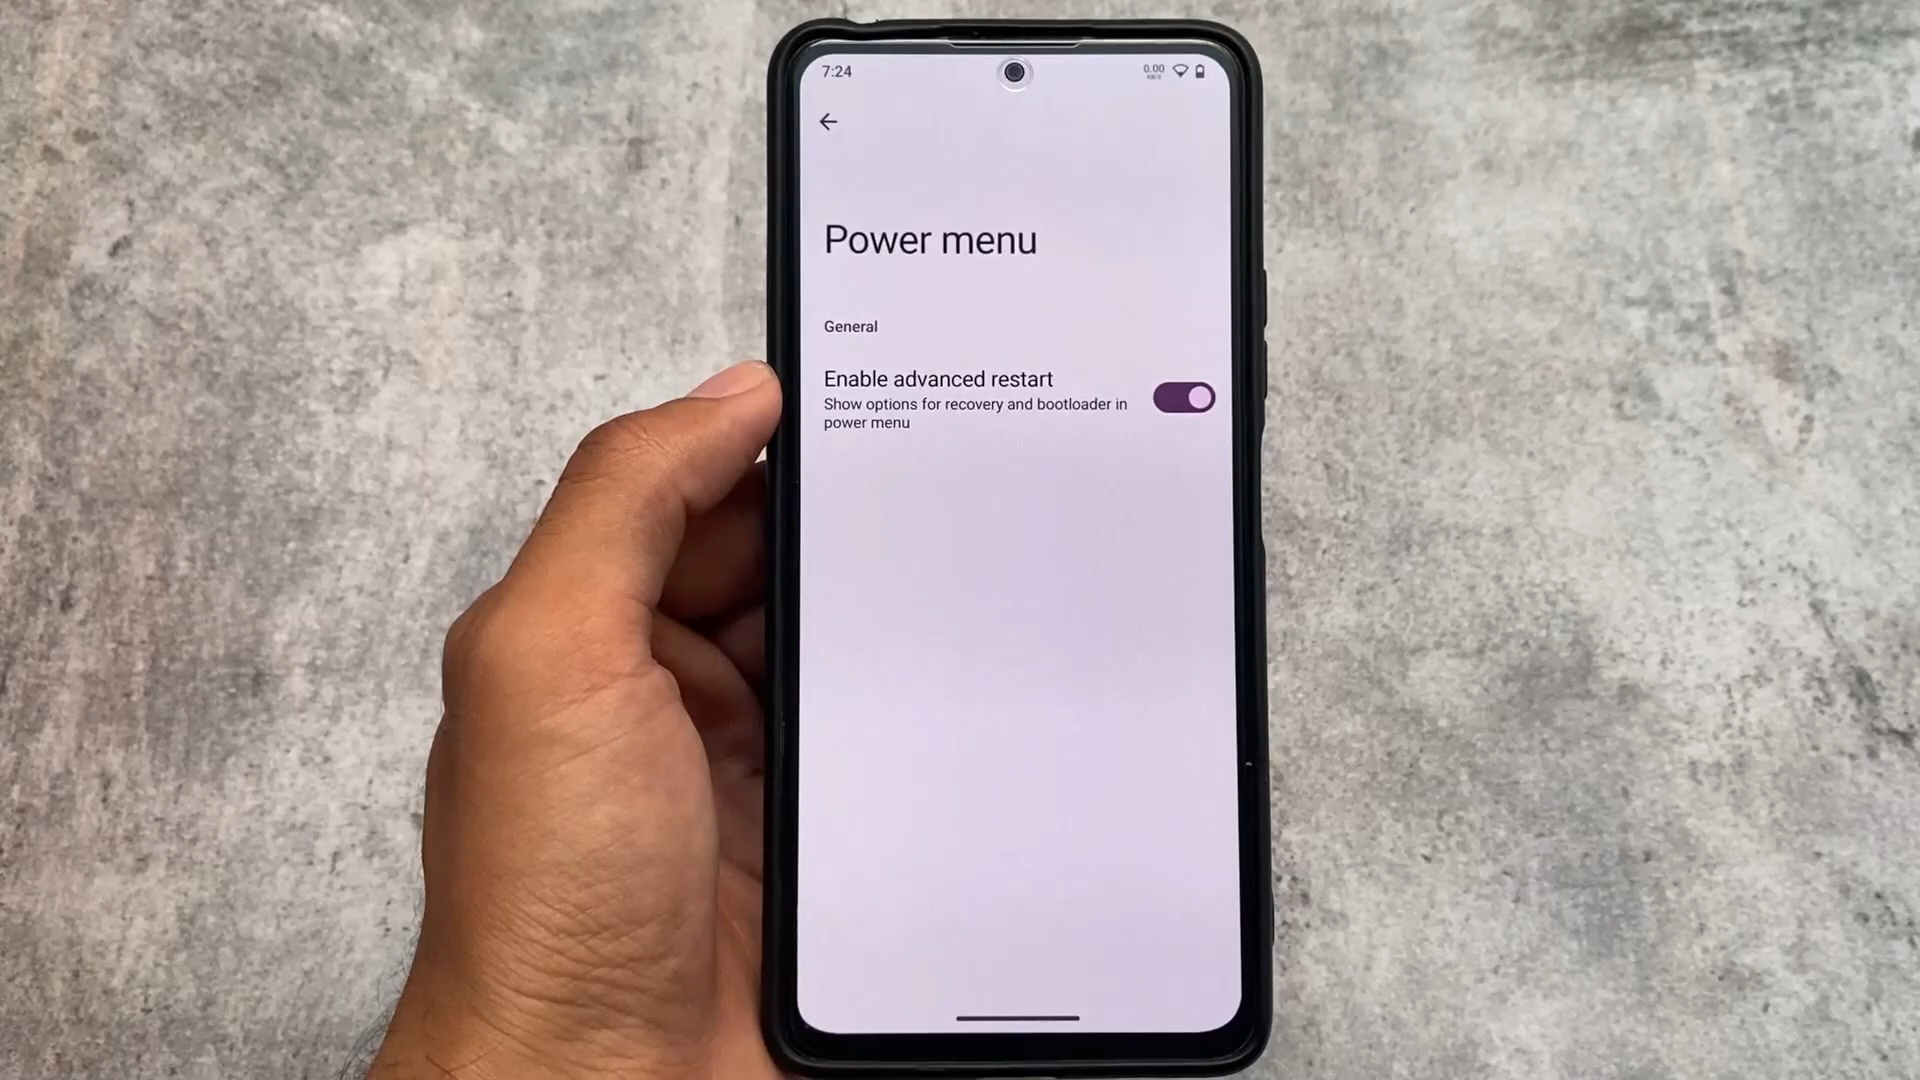 7:24
0.00
KB/S
Power menu
General
Enable advanced restart
Show options for recovery and bootloader in
power menu